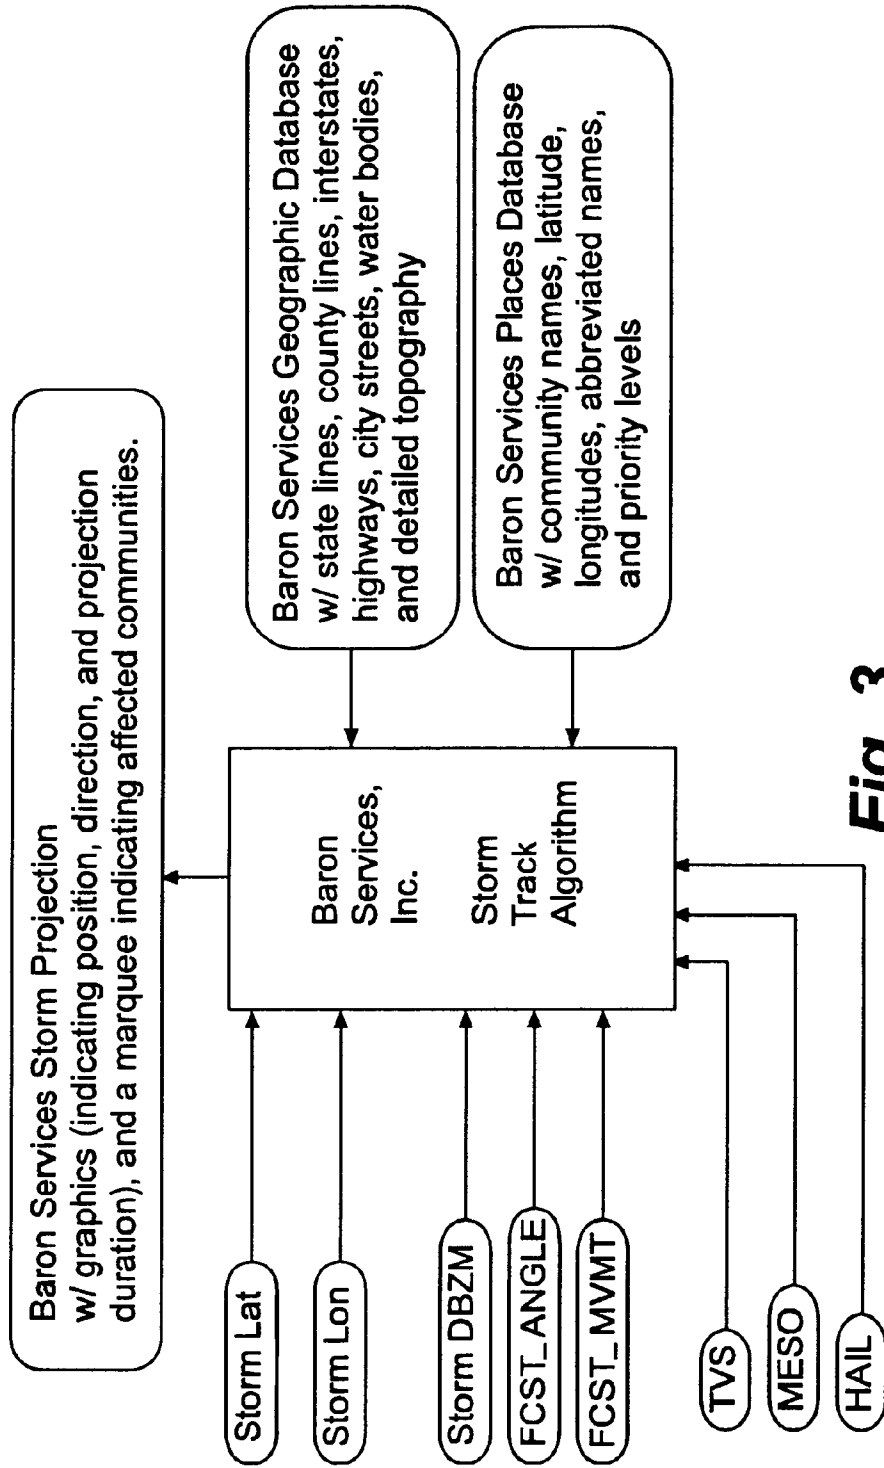 Baron Services Storm Projection
w/ graphics (indicating position, direction, and projection
duration), and a marquee indicating affected communities.
Storm Lat
Storm Lon
Storm DBZM
FCST_ANGLE
FCST_MVMT
TVS
MESO
HAIL
Baron
Services,
Inc.
Storm
Track
Algorithm
Baron Services Geographic Database
w/ state lines, county lines, interstates,
highways, city streets, water bodies,
and detailed topography
Baron Services Places Database
w/ community names, latitude,
longitudes, abbreviated names,
and priority levels
Fig. 3